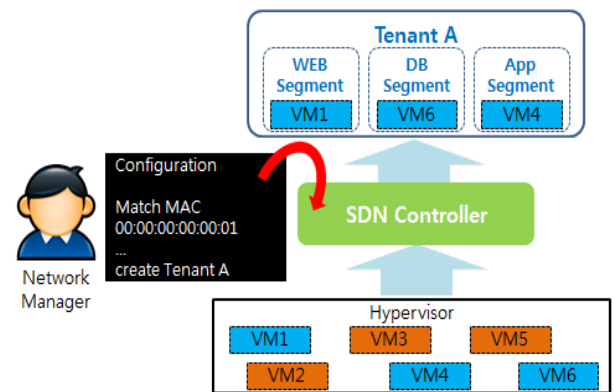 Tenant A
WEB
Segment
VM1
DB
Segment
VM6
App
Segment
VM4
Configuration
Match MAC
00:00:00:00:00:01
...
create Tenant A
SDN Controller
Network
Manager
Hypervisor
VM1
VM3
VM5
VM2
VM4
VM6